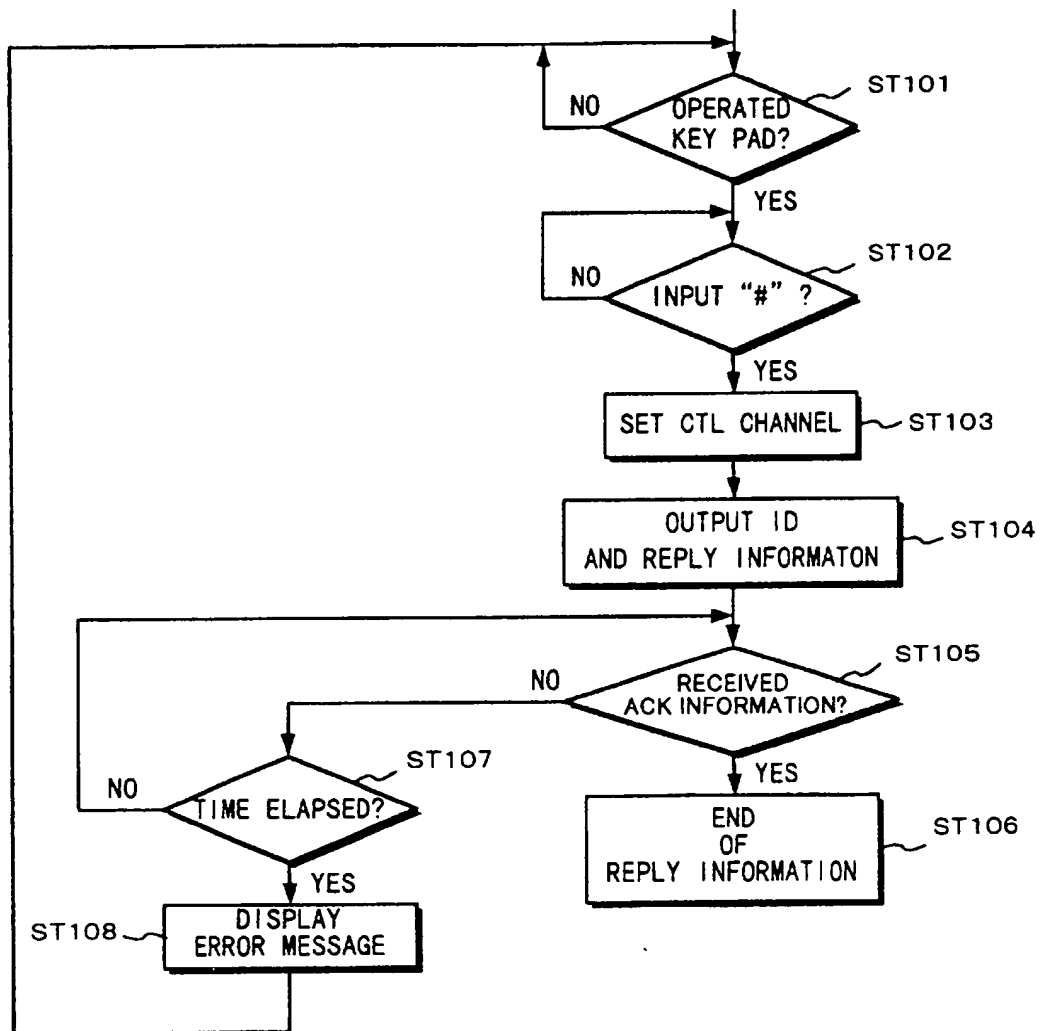 ST101
NO
OPERATED
KEY PAD?
YES
ST102
NO
INPUT “#” ?
YES
SET CTL CHANNEL
ST103
OUTPUT ID
AND REPLY INFORMATON
ST104
ST105
NO
RECEIVED
ACK INFORMATION?
YES
ST107
NO
TIME ELAPSED?
YES
END
OF
REPLY INFORMATION
ST106
DISPLAY
ERROR MESSAGE
ST108